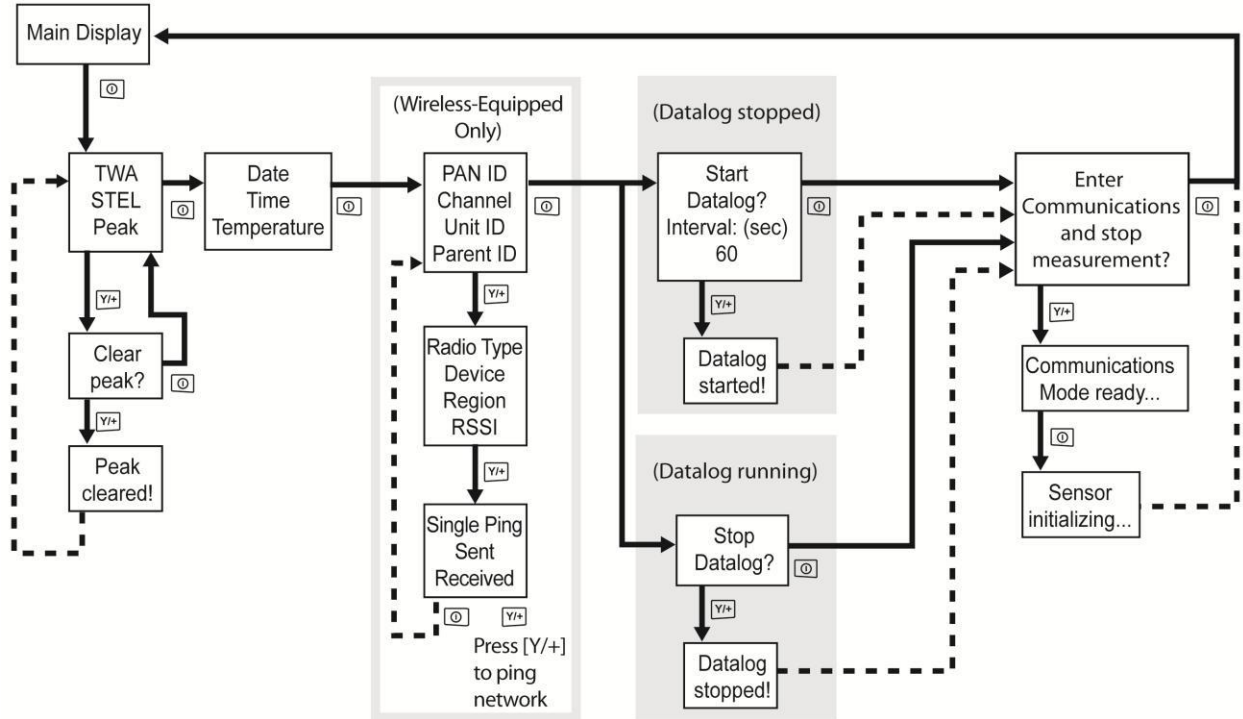 Main Display
TWA
STEL
Peak
Y/+
Clear
peak?
Y/+
Peak
cleared!
Date
Time
Temperature
(Wireless-Equipped
Only)
PAN ID
Channel
Unit ID
Parent ID
Y/+
Radio Type
Device
Region
RSSI
Y/+
Single Ping
Sent
Received
Y/+
Press [Y/+]
to ping
network
(Datalog stopped)
Start
Datalog?
Interval: (sec)
60
Y/+
Datalog
started!
(Datalog running)
Stop
Datalog?
Y/+
Datalog
stopped!
Enter
Communications
and stop
measurement?
Y/+
Communications
Mode ready...
Sensor
initializing...